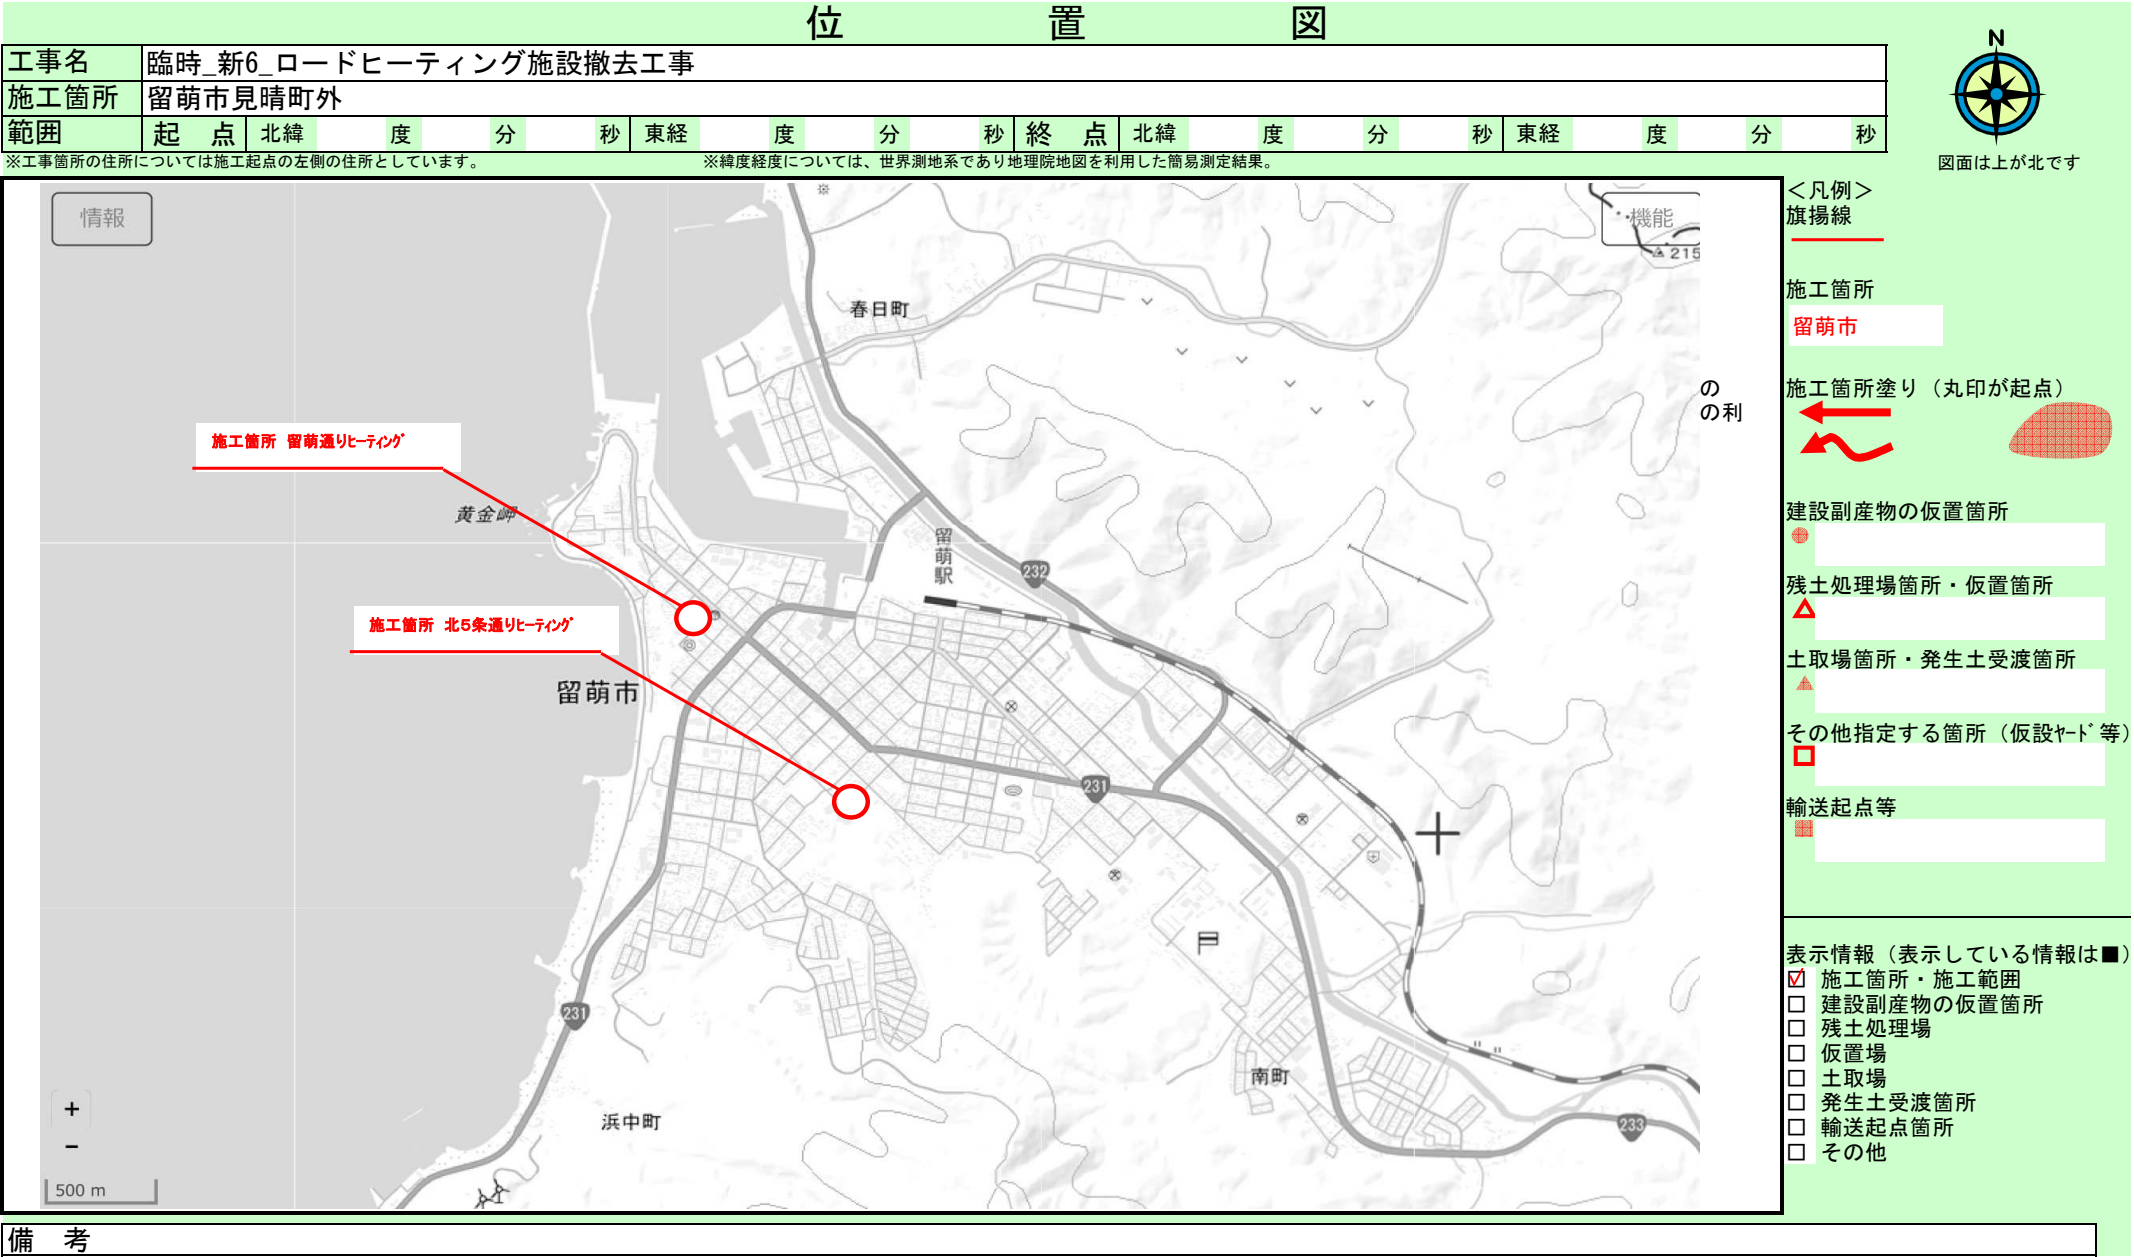 位 置 図
工事名 臨時_新6_ロードヒーティング施設撤去工事
施工箇所 留萌市見晴町外
範囲 起 点 北緯 度 分 秒 東経 度 分 秒 終 点 北緯 度 分 秒 東経 度 分 秒
※工事箇所の住所については施工起点の左側の住所としています。 ※緯度経度については、世界測地系であり地理院地図を利用した簡易測定結果。
N
図面は上が北です
情報
機能
215
春日町
の
の利
施工箇所 留萌通りﾋｰﾃｨﾝｸﾞ
黄金岬
留萌駅
232
施工箇所 北5条通りﾋｰﾃｨﾝｸﾞ
留萌市
231
231
南町
浜中町
233
+
−
500 m
＜凡例＞
旗揚線
施工箇所
留萌市
施工箇所塗り（丸印が起点）
建設副産物の仮置箇所
残土処理場箇所・仮置箇所
土取場箇所・発生土受渡箇所
その他指定する箇所（仮設ﾔｰﾄﾞ等）
輸送起点等
表示情報（表示している情報は■）
☑ 施工箇所・施工範囲
□ 建設副産物の仮置箇所
□ 残土処理場
□ 仮置場
□ 土取場
□ 発生土受渡箇所
□ 輸送起点箇所
□ その他
備 考